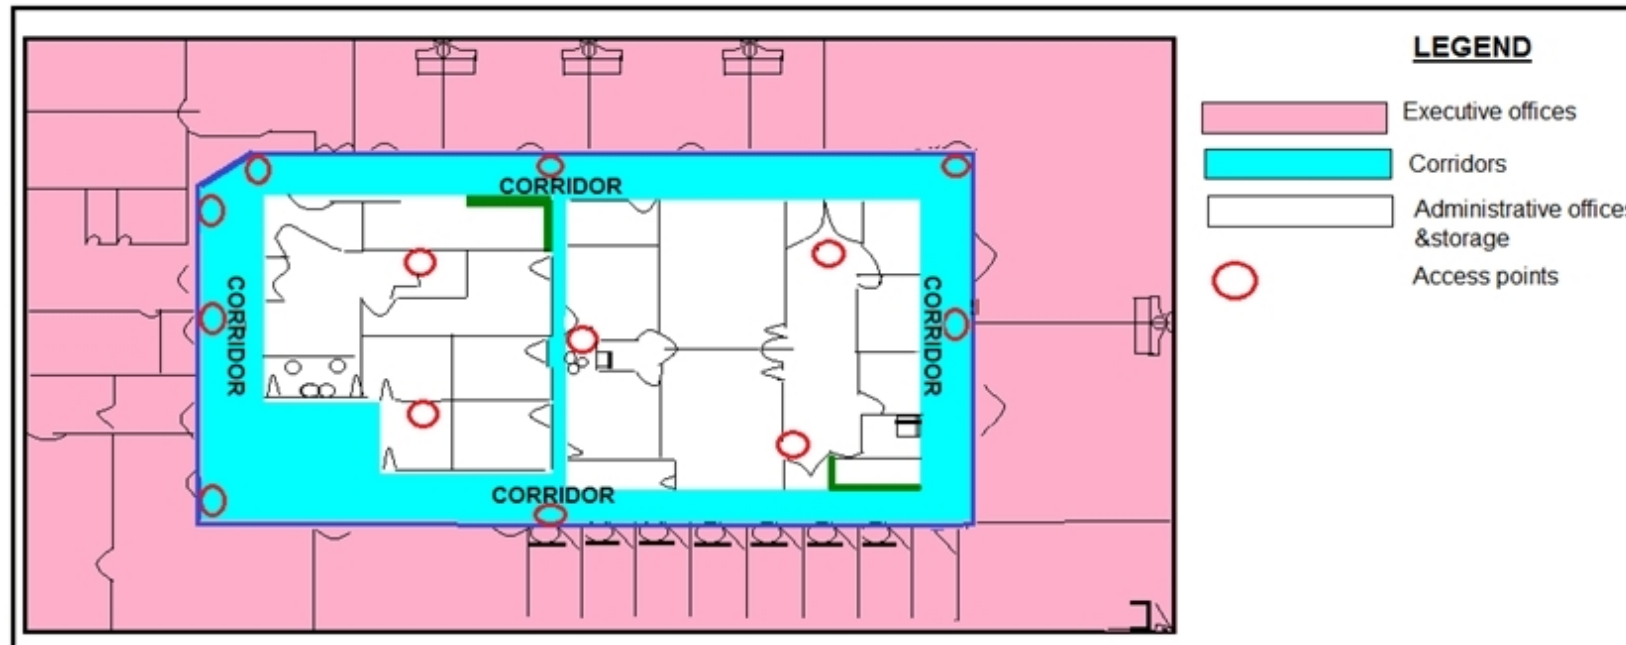 LEGEND
Executive offices
Corridors
Administrative offices
&storage
Access points
CORRIDOR
CORRIDOR
CORRIDOR
CORRIDOR